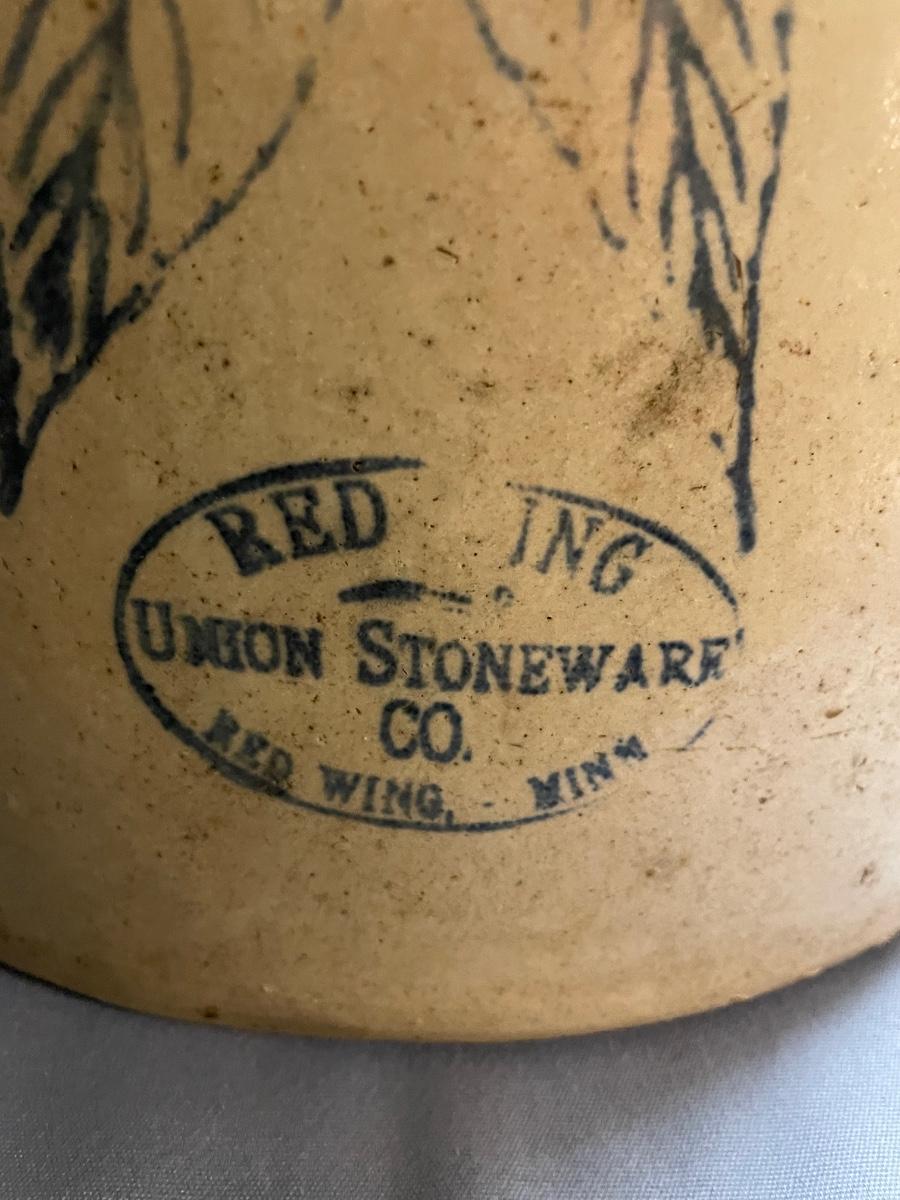 RED ING
UNION STONEWARE
CO.
RED WING, - MINN